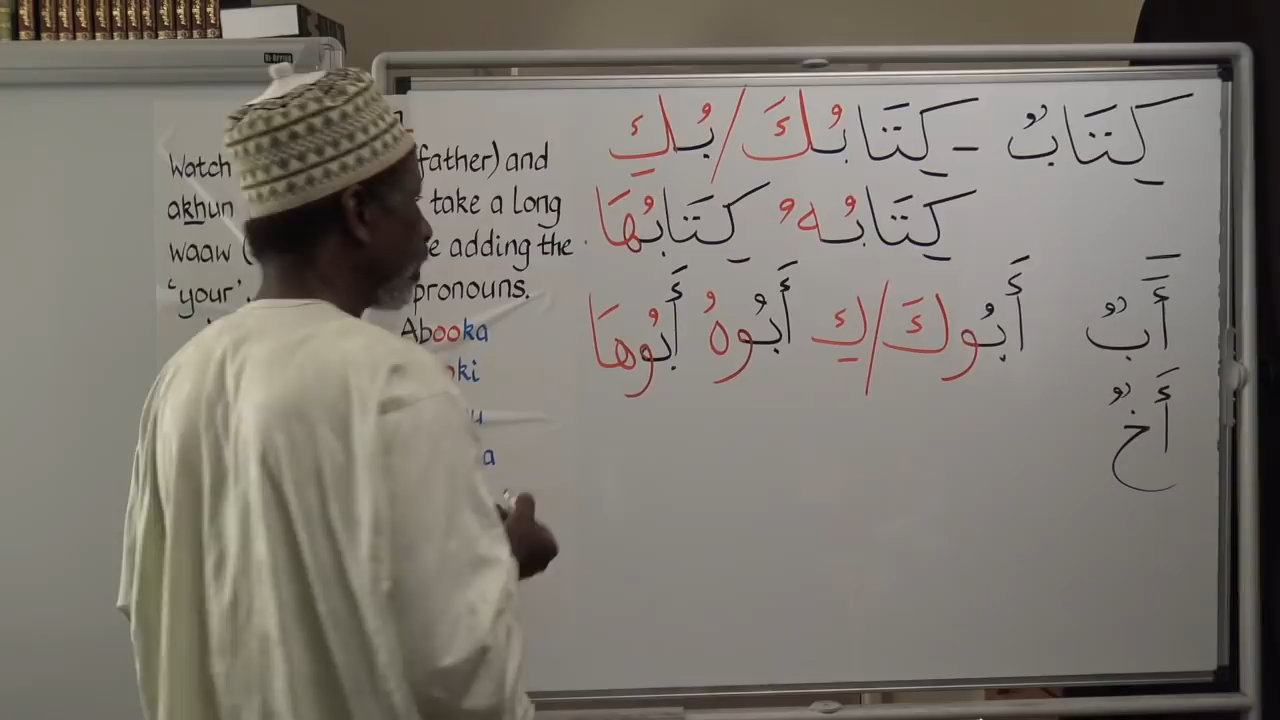 Watch father) and
akhun take a Long
waaw ( e adding the
'your'. pronouns.
Abooka
ki
u
a
كِتَابٌ - كِتَابُكَ/بُكِ
كِتَابُهُ كِتَابُهَا
أَبٌ أَبُوكَ/كِ أَبُوهُ أَبُوهَا
أَخٌ